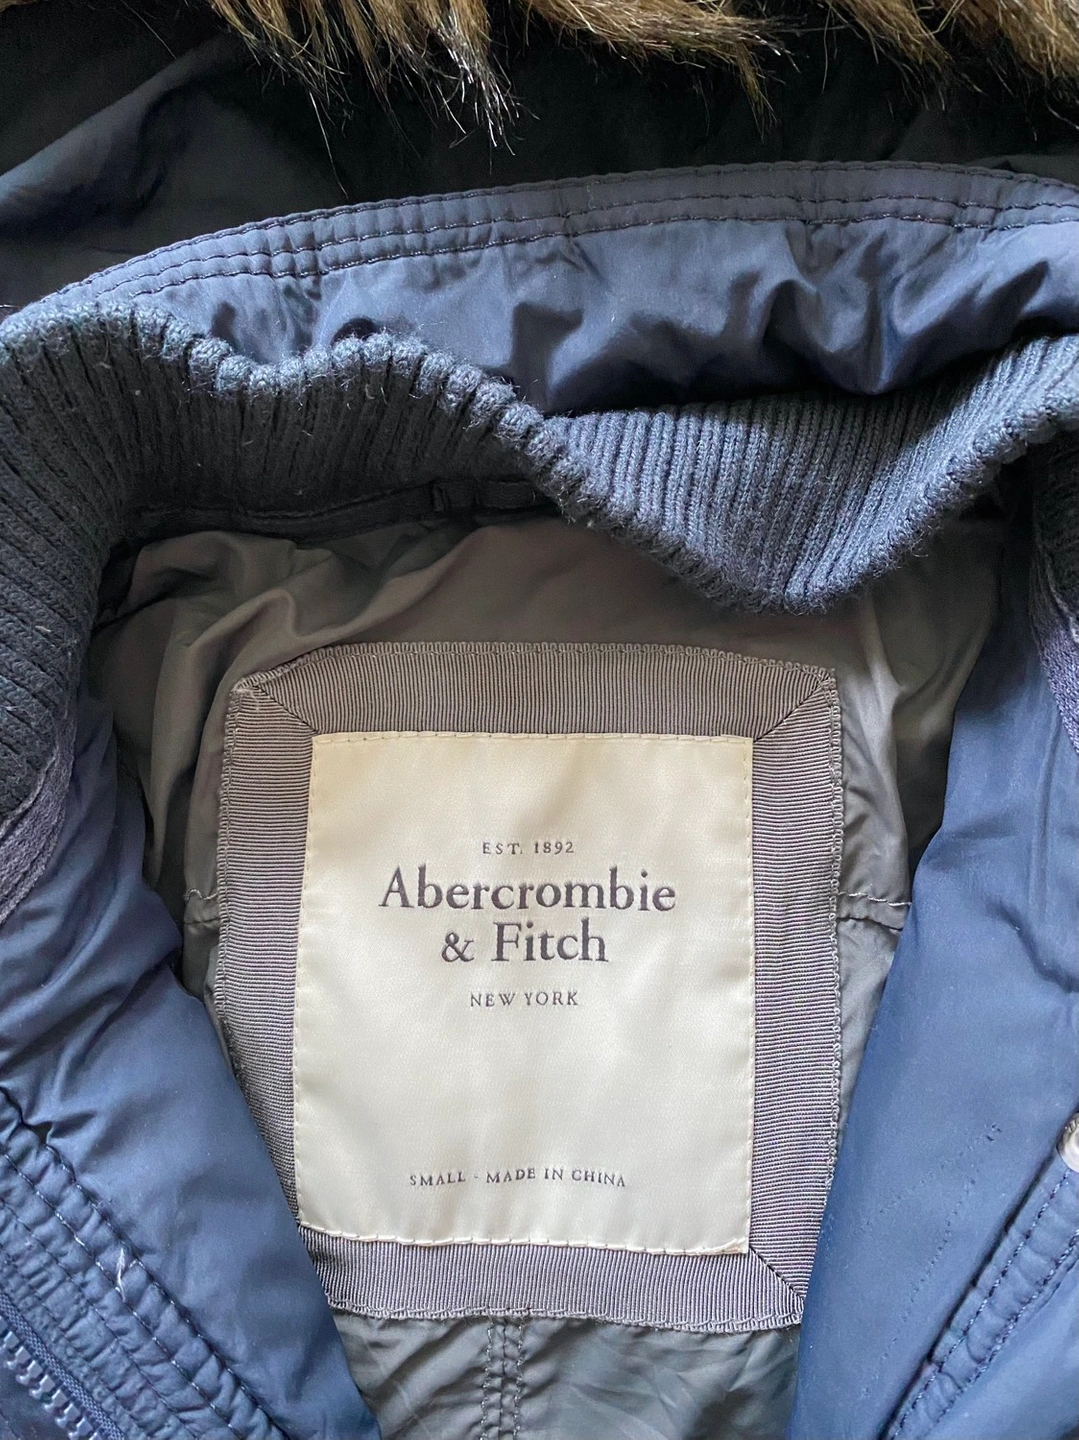 EST. 1892
Abercrombie
& Fitch
NEW YORK
SMALL - MADE IN CHINA